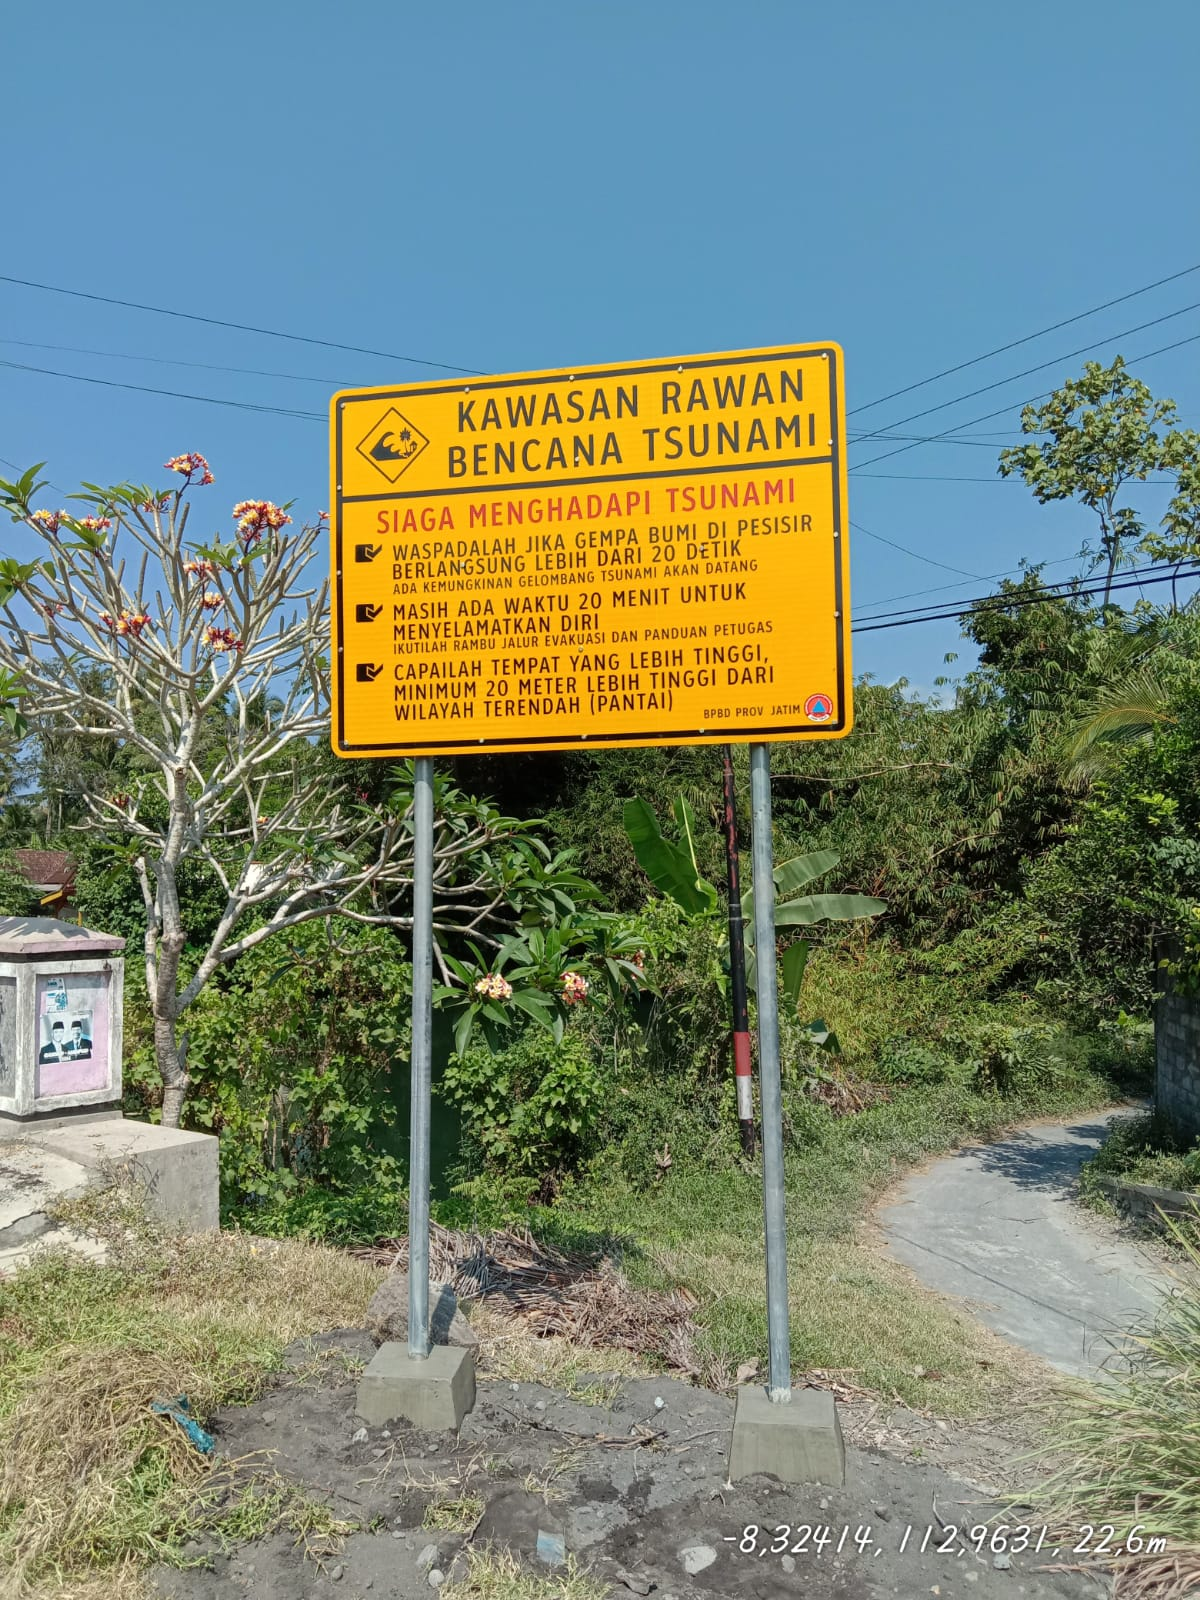 KAWASAN RAWAN
BENCANA TSUNAMI
SIAGA MENGHADAPI TSUNAMI
WASPADALAH JIKA GEMPA BUMI DI PESISIR
BERLANGSUNG LEBIH DARI 20 DETIK
ADA KEMUNGKINAN GELOMBANG TSUNAMI AKAN DATANG
MASIH ADA WAKTU 20 MENIT UNTUK
MENYELAMATKAN DIRI
IKUTILAH RAMBU JALUR EVAKUASI DAN PANDUAN PETUGAS
CAPAILAH TEMPAT YANG LEBIH TINGGI,
MINIMUM 20 METER LEBIH TINGGI DARI
WILAYAH TERENDAH (PANTAI)
BPBD PROV JATIM
-8,32414, 112,9631, 22,6m